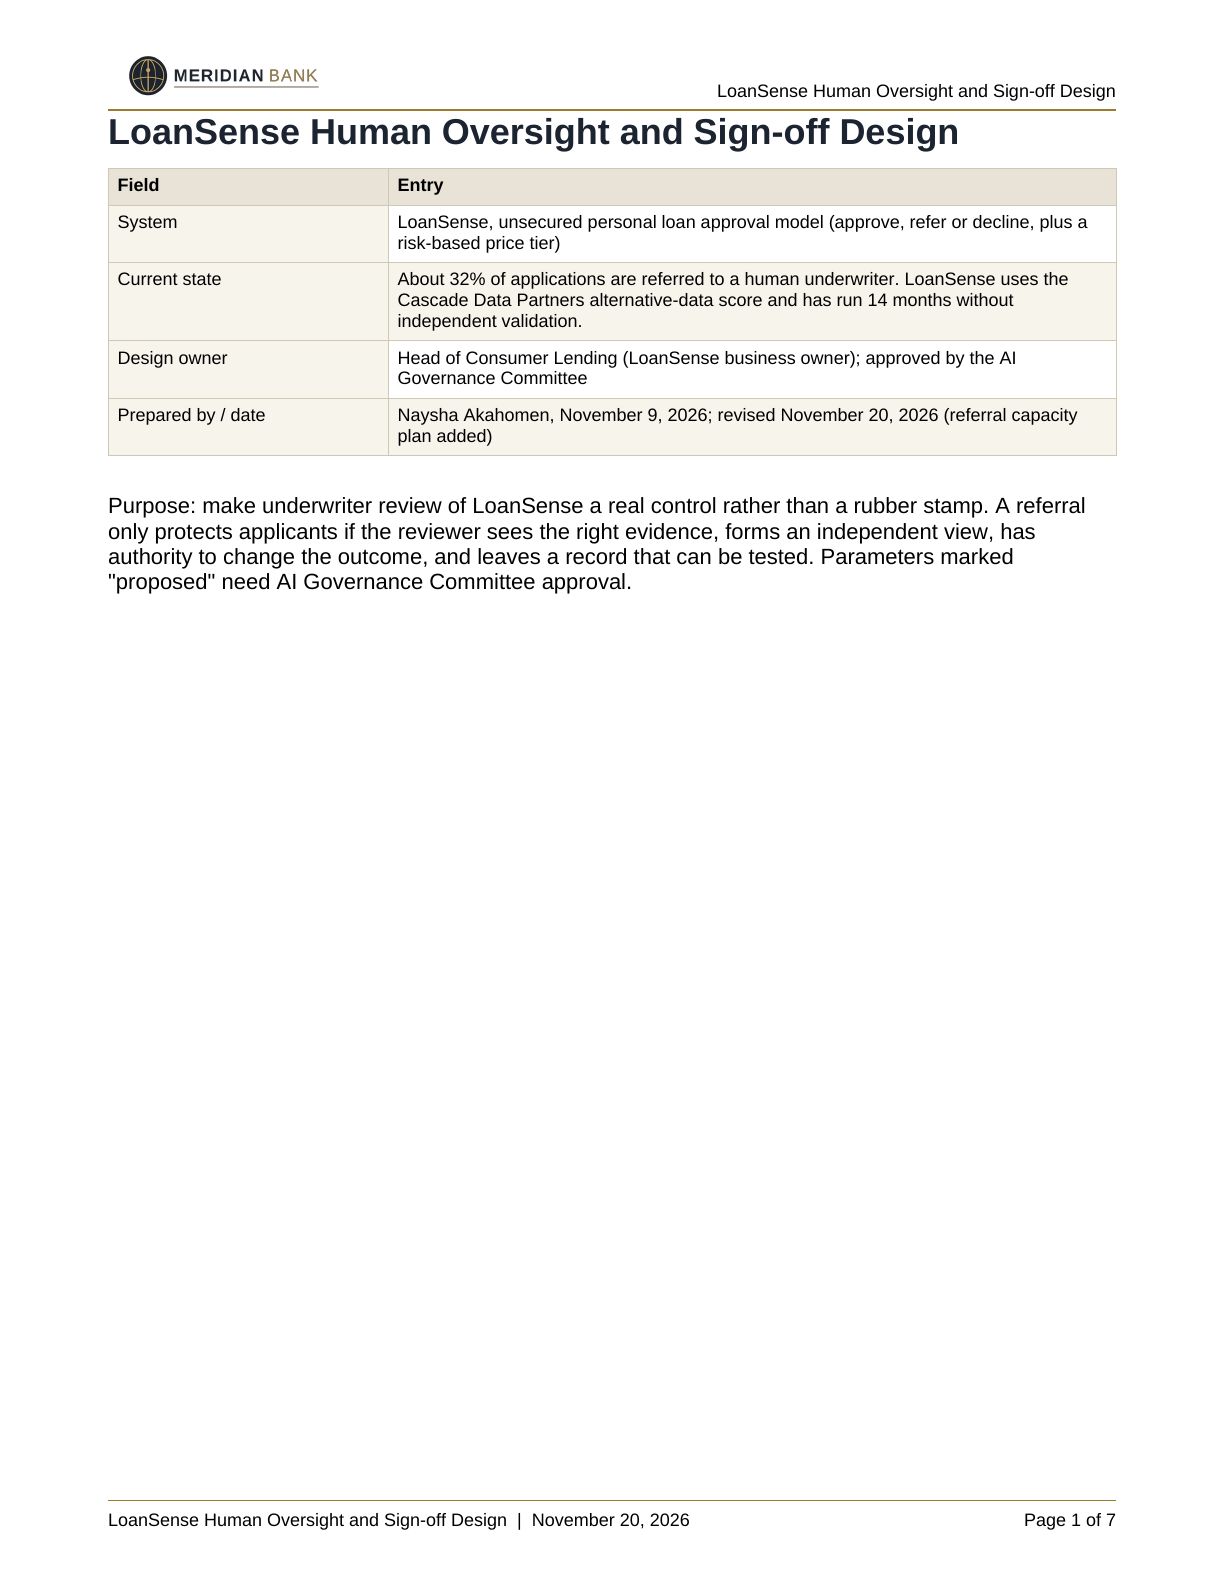 MERIDIAN BANK
LoanSense Human Oversight and Sign-off Design
LoanSense Human Oversight and Sign-off Design
Field
Entry
System
LoanSense, unsecured personal loan approval model (approve, refer or decline, plus a
risk-based price tier)
Current state
About 32% of applications are referred to a human underwriter. LoanSense uses the
Cascade Data Partners alternative-data score and has run 14 months without
independent validation.
Design owner
Head of Consumer Lending (LoanSense business owner); approved by the AI
Governance Committee
Prepared by / date
Naysha Akahomen, November 9, 2026; revised November 20, 2026 (referral capacity
plan added)
Purpose: make underwriter review of LoanSense a real control rather than a rubber stamp. A referral
only protects applicants if the reviewer sees the right evidence, forms an independent view, has
authority to change the outcome, and leaves a record that can be tested. Parameters marked
"proposed" need AI Governance Committee approval.
LoanSense Human Oversight and Sign-off Design | November 20, 2026
Page 1 of 7